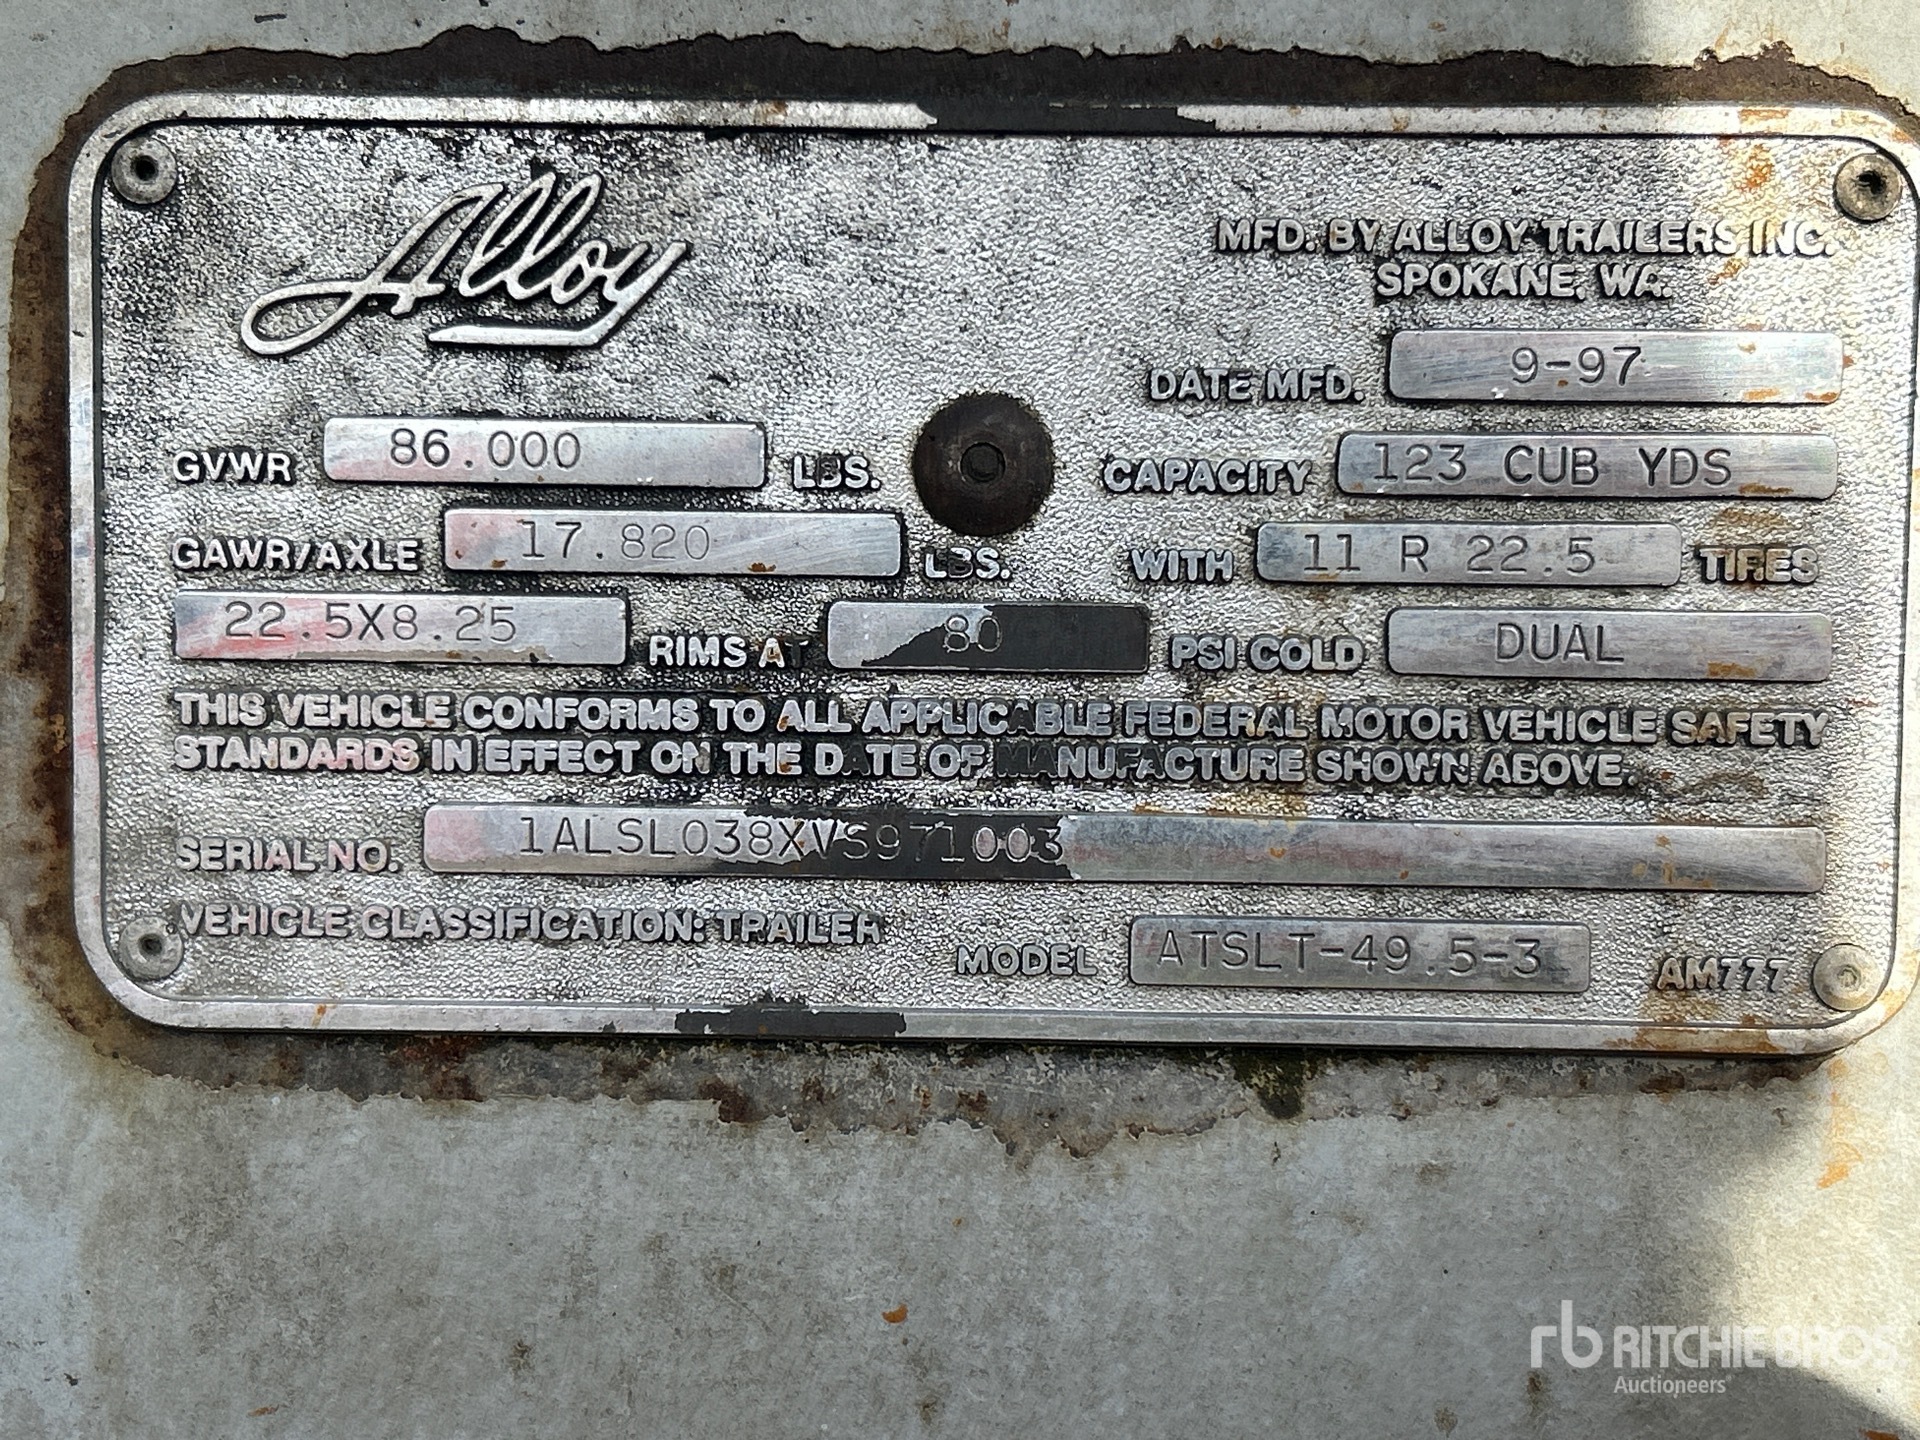 Alloy
MFD. BY ALLOY TRAILERS INC.
SPOKANE, WA.
DATE MFD. 9-97
GVWR 86.000 LBS. CAPACITY 123 CUB YDS
GAWR/AXLE 17.820 LBS. WITH 11 R 22.5 TIRES
22.5X8.25 RIMS AT 80 PSI COLD DUAL
THIS VEHICLE CONFORMS TO ALL APPLICABLE FEDERAL MOTOR VEHICLE SAFETY
STANDARDS IN EFFECT ON THE DATE OF MANUFACTURE SHOWN ABOVE.
SERIAL NO. 1ALSL038XVS971003
VEHICLE CLASSIFICATION: TRAILER
MODEL ATSLT-49.5-3 AM777
rb RITCHIE BROS
Auctioneers